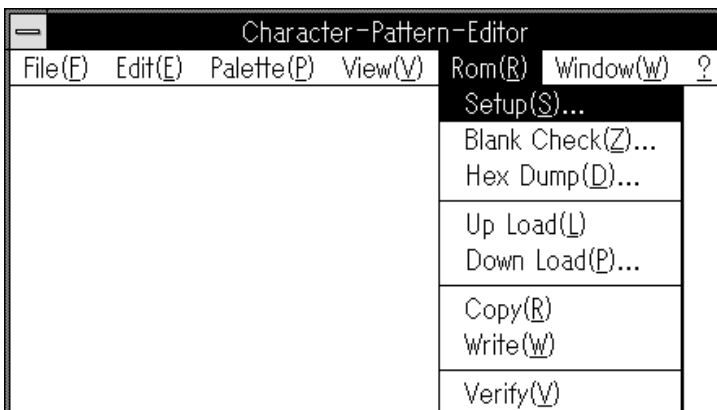 Character-Pattern-Editor
File(F) Edit(E) Palette(P) View(V) Rom(R) Window(W) ?
Setup(S)...
Blank Check(Z)...
Hex Dump(D)...
Up Load(L)
Down Load(P)...
Copy(R)
Write(W)
Verify(V)